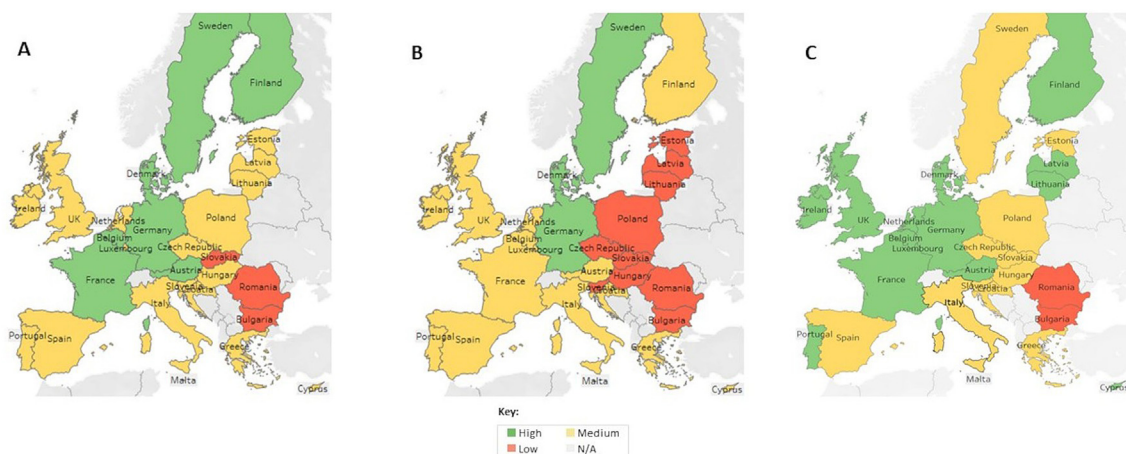 A
Sweden
Finland
Estonia
Latvia
Lithuania
Denmark
Ireland
UK
Netherlands
Poland
Germany
Belgium
Luxembourg
Czech Republic
Slovakia
France
Austria
Hungary
Slovenia
Croatia
Romania
Italy
Bulgaria
Portugal
Spain
Greece
Malta
Cyprus
B
Sweden
Finland
Estonia
Latvia
Lithuania
Denmark
Ireland
UK
Netherlands
Poland
Germany
Belgium
Luxembourg
Czech Republic
Slovakia
France
Austria
Hungary
Slovenia
Croatia
Romania
Italy
Bulgaria
Portugal
Spain
Greece
Malta
Cyprus
C
Sweden
Finland
Estonia
Latvia
Lithuania
Denmark
Ireland
UK
Netherlands
Poland
Germany
Belgium
Luxembourg
Czech Republic
Slovakia
France
Austria
Hungary
Slovenia
Croatia
Romania
Italy
Bulgaria
Portugal
Spain
Greece
Malta
Cyprus
Key:
High Medium
Low N/A